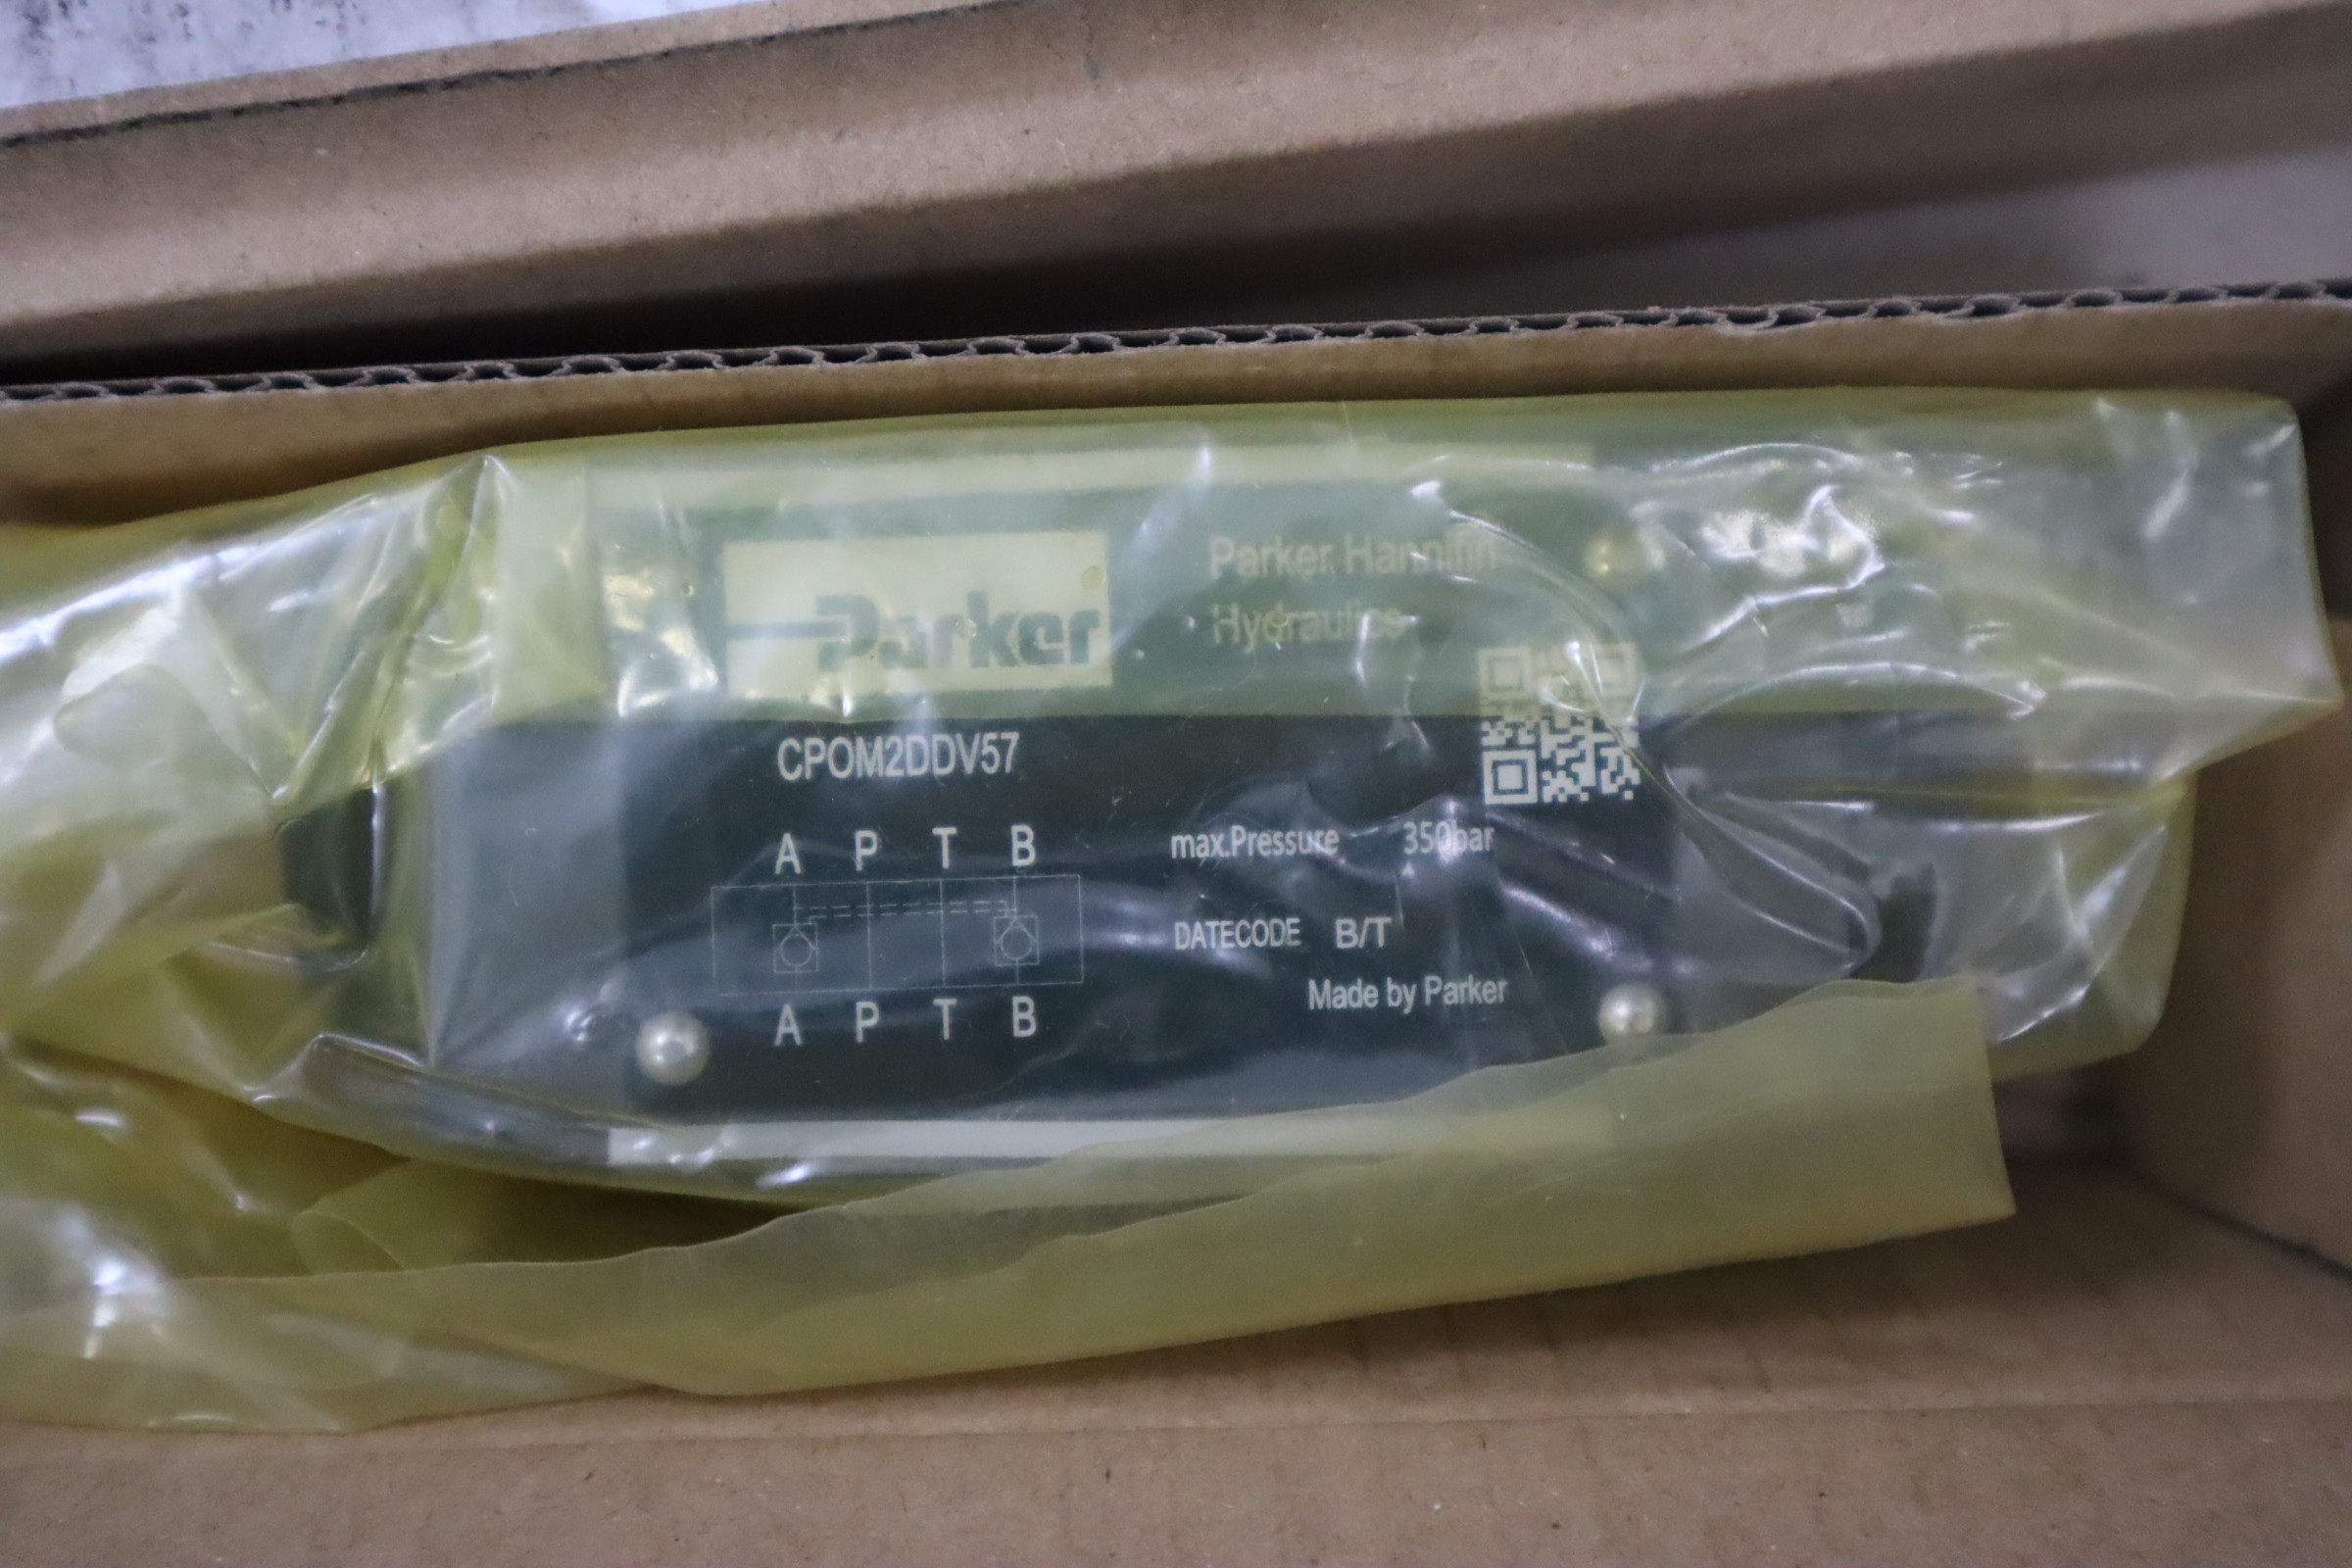 Parker
Parker Hannifin
Hydraulics
CPOM2DDV57
A P T B
max.Pressure 350bar
DATECODE B/T
Made by Parker
A P T B